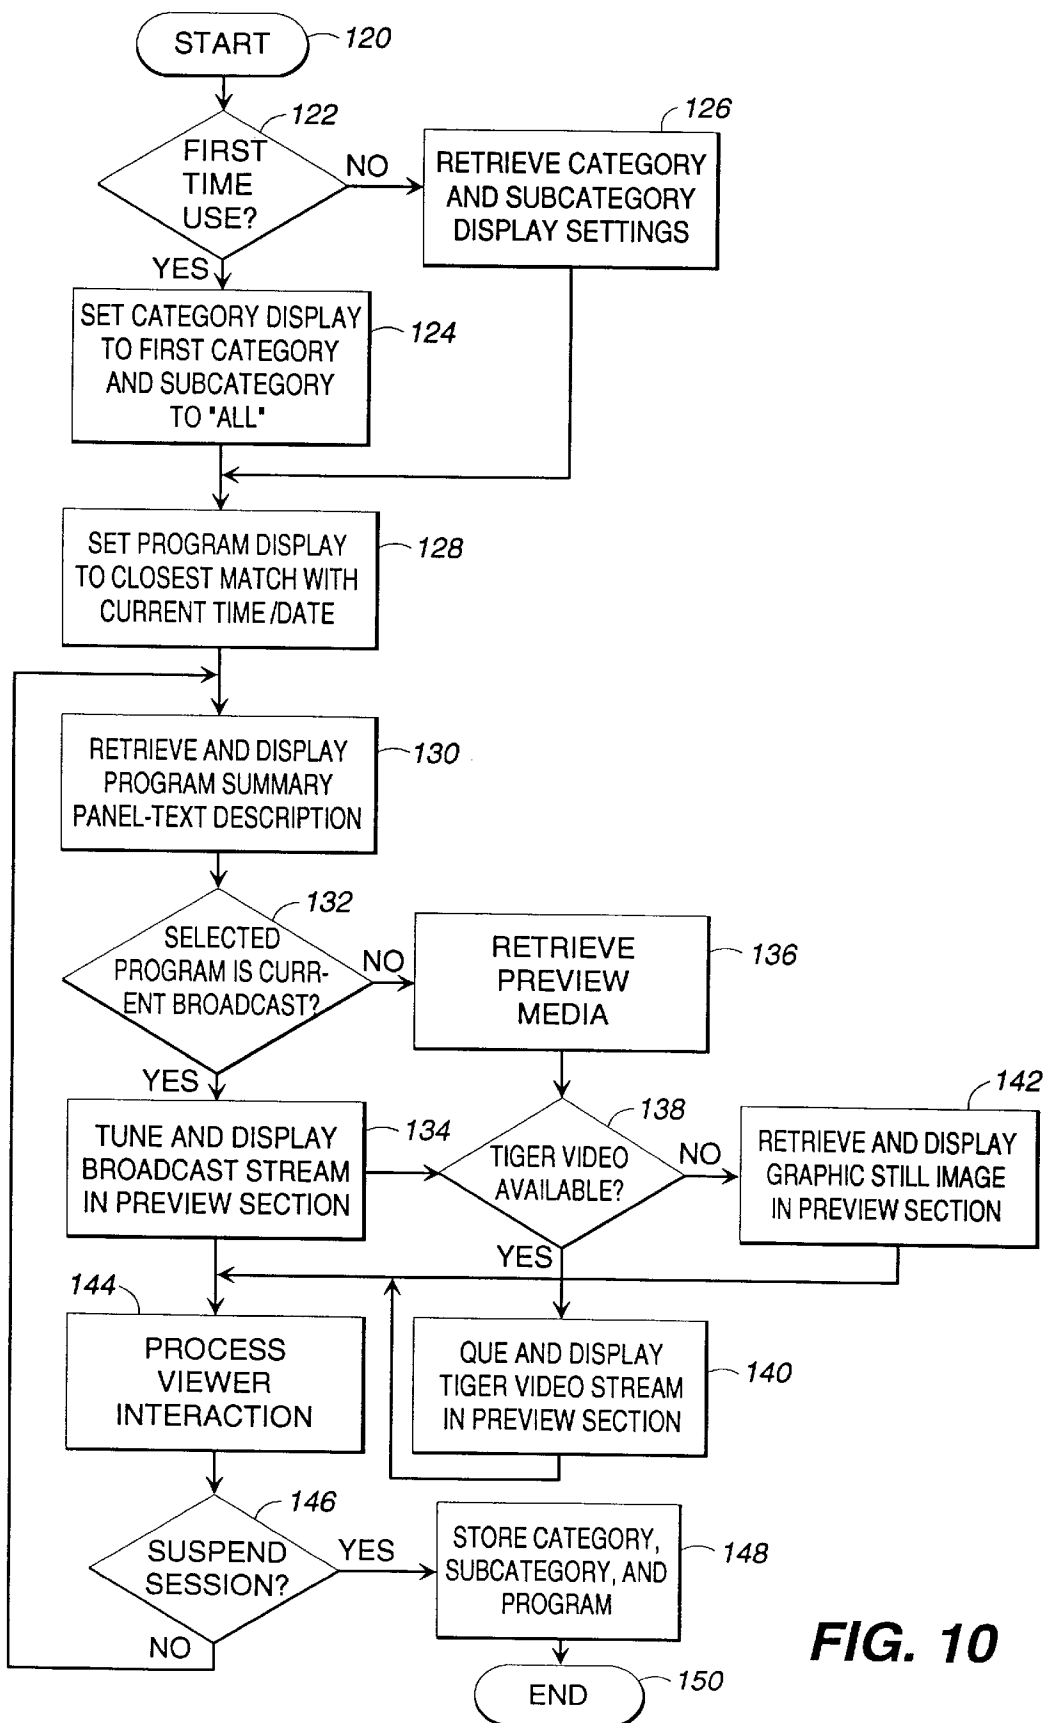 START
120
122
FIRST
TIME
USE?
NO
126
RETRIEVE CATEGORY
AND SUBCATEGORY
DISPLAY SETTINGS
YES
SET CATEGORY DISPLAY
TO FIRST CATEGORY
AND SUBCATEGORY
TO "ALL"
124
SET PROGRAM DISPLAY
TO CLOSEST MATCH WITH
CURRENT TIME/DATE
128
RETRIEVE AND DISPLAY
PROGRAM SUMMARY
PANEL-TEXT DESCRIPTION
130
132
SELECTED
PROGRAM IS CURR-
ENT BROADCAST?
NO
RETRIEVE
PREVIEW
MEDIA
136
YES
TUNE AND DISPLAY
BROADCAST STREAM
IN PREVIEW SECTION
134
138
TIGER VIDEO
AVAILABLE?
NO
142
RETRIEVE AND DISPLAY
GRAPHIC STILL IMAGE
IN PREVIEW SECTION
YES
144
PROCESS
VIEWER
INTERACTION
QUE AND DISPLAY
TIGER VIDEO STREAM
IN PREVIEW SECTION
140
146
SUSPEND
SESSION?
YES
STORE CATEGORY,
SUBCATEGORY, AND
PROGRAM
148
NO
END
150
FIG. 10